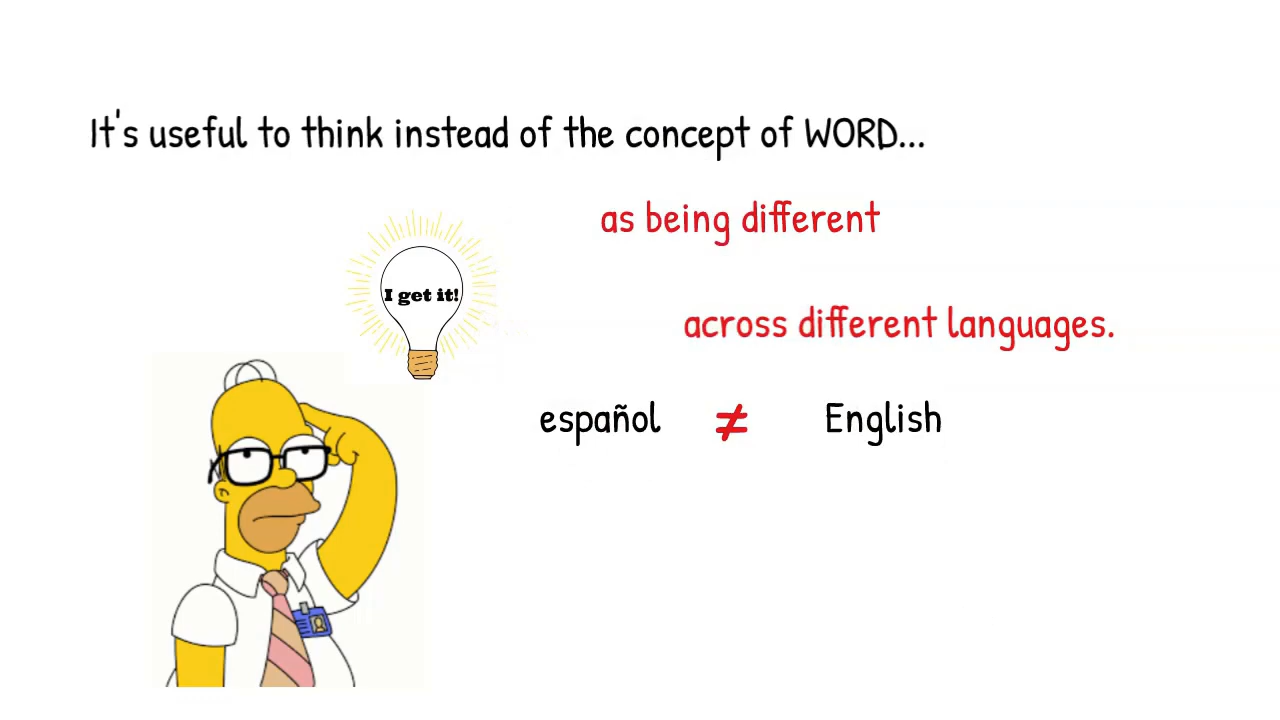 It's useful to think instead of the concept of WORD...
as being different
I get it!
across different languages.
español ≠ English